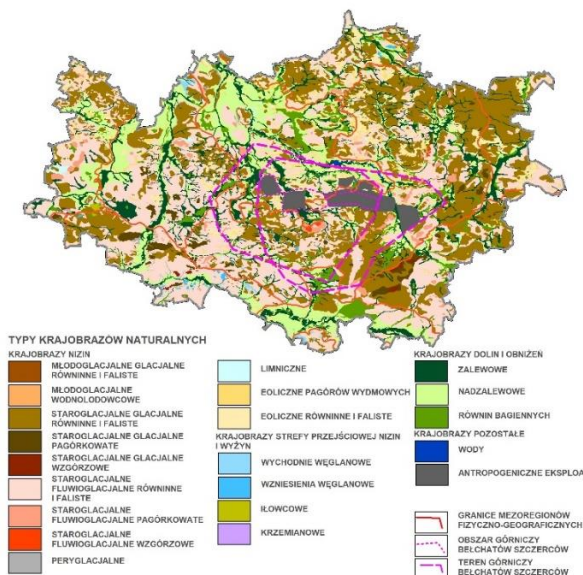 TYPY KRAJOBRAZÓW NATURALNYCH
KRAJOBRAZY NIZIN
MŁODOGLACJALNE GLACJALNE
RÓWNINNE I FALISTE
MŁODOGLACJALNE
WODNOLODOWCOWE
STAROGLACJALNE GLACJALNE
RÓWNINNE I FALISTE
STAROGLACJALNE GLACJALNE
PAGÓRKOWATE
STAROGLACJALNE GLACJALNE
WZGÓRZOWE
STAROGLACJALNE
FLUWIOGLACJALNE RÓWNINNE
I FALISTE
STAROGLACJALNE
FLUWIOGLACJALNE PAGÓRKOWATE
STAROGLACJALNE
FLUWIOGLACJALNE WZGÓRZOWE
PERYGLACJALNE
LIMNICZNE
EOLICZNE PAGÓRÓW WYDMOWYCH
EOLICZNE RÓWNINNE I FALISTE
KRAJOBRAZY STREFY PRZEJŚCIOWEJ NIZIN
I WYŻYN
WYCHODNIE WĘGLANOWE
WZNIESIENIA WĘGLANOWE
IŁOWCOWE
KRZEMIANOWE
KRAJOBRAZY DOLIN I OBNIŻEŃ
ZALEWOWE
NADZALEWOWE
RÓWNIN BAGIENNYCH
KRAJOBRAZY POZOSTAŁE
WODY
ANTROPOGENICZNE EKSPLOA
GRANICE MEZOREGIONÓW
FIZYCZNO-GEOGRAFICZNYCH
OBSZAR GÓRNICZY
BEŁCHATÓW SZCZERCÓW
TEREN GÓRNICZY
BEŁCHATÓW SZCZERCÓW